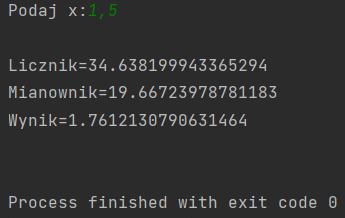 Podaj x:1,5
Licznik=34.638199943365294
Mianownik=19.66723978781183
Wynik=1.7612130790631464
Process finished with exit code 0